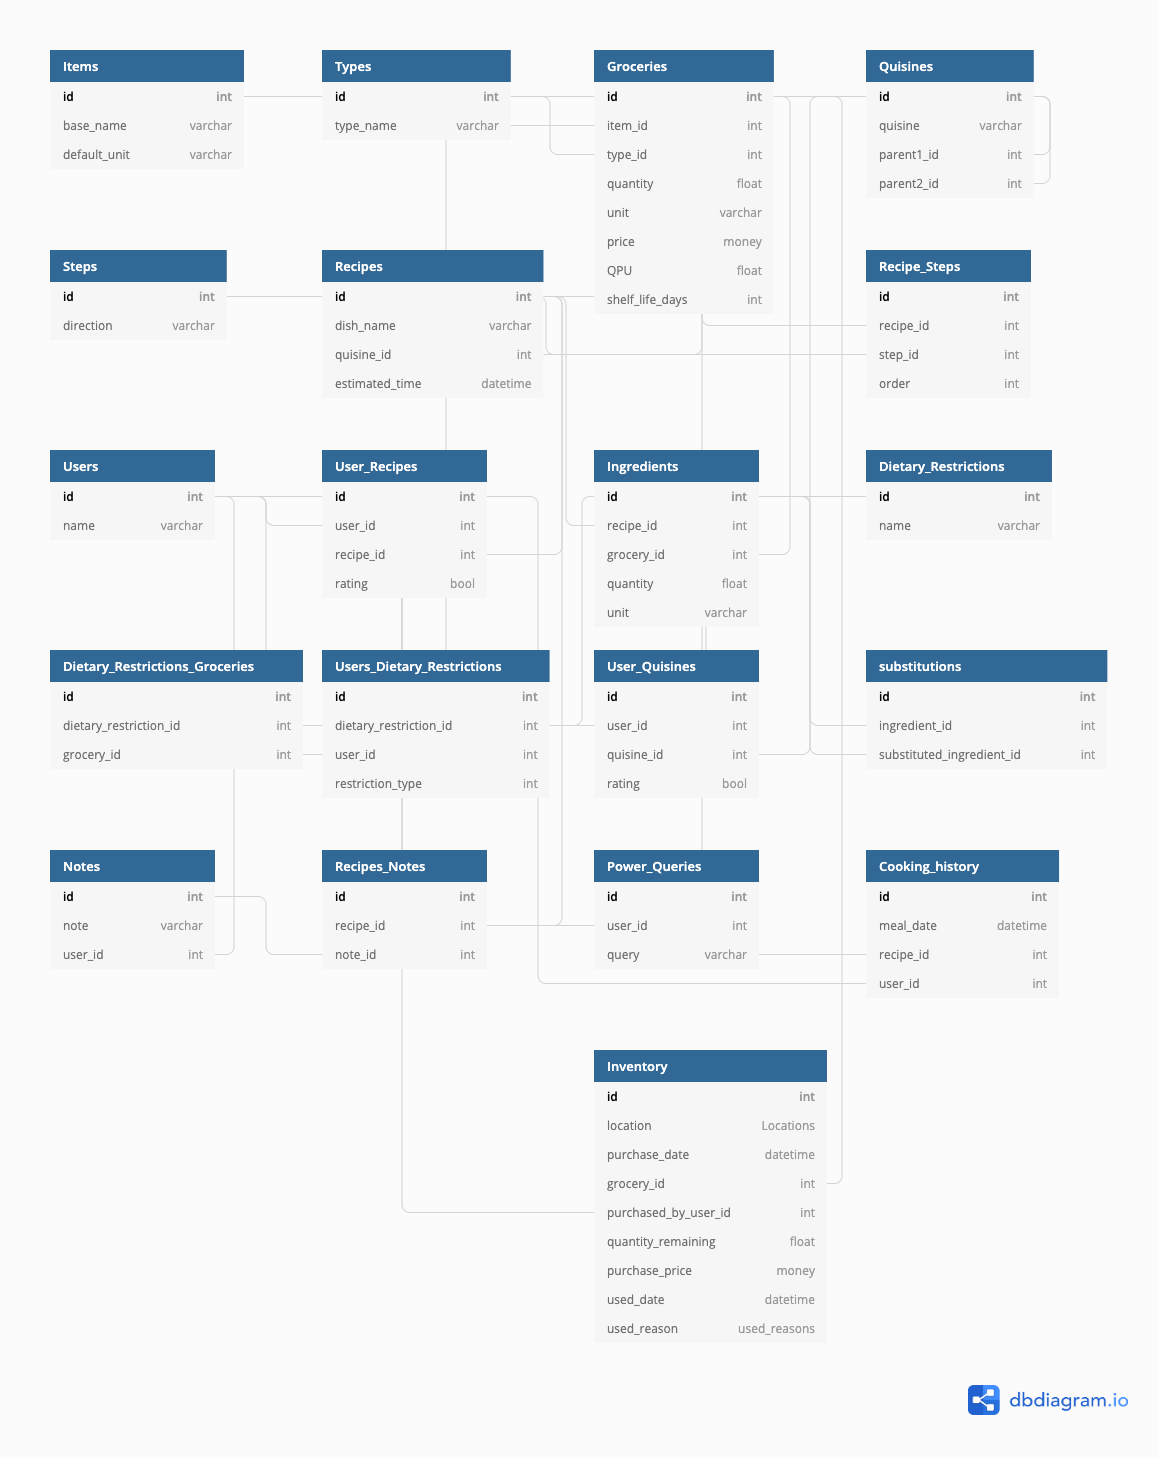 Items
id int
base_name varchar
default_unit varchar
Types
id int
type_name varchar
Groceries
id int
item_id int
type_id int
quantity float
unit varchar
price money
QPU float
shelf_life_days int
Quisines
id int
quisine varchar
parent1_id int
parent2_id int
Steps
id int
direction varchar
Recipes
id int
dish_name varchar
quisine_id int
estimated_time datetime
Recipe_Steps
id int
recipe_id int
step_id int
order int
Users
id int
name varchar
User_Recipes
id int
user_id int
recipe_id int
rating bool
Ingredients
id int
recipe_id int
grocery_id int
quantity float
unit varchar
Dietary_Restrictions
id int
name varchar
Dietary_Restrictions_Groceries
id int
dietary_restriction_id int
grocery_id int
Users_Dietary_Restrictions
id int
dietary_restriction_id int
user_id int
restriction_type int
User_Quisines
id int
user_id int
quisine_id int
rating bool
substitutions
id int
ingredient_id int
substituted_ingredient_id int
Notes
id int
note varchar
user_id int
Recipes_Notes
id int
recipe_id int
note_id int
Power_Queries
id int
user_id int
query varchar
Cooking_history
id int
meal_date datetime
recipe_id int
user_id int
Inventory
id int
location Locations
purchase_date datetime
grocery_id int
purchased_by_user_id int
quantity_remaining float
purchase_price money
used_date datetime
used_reason used_reasons
dbdiagram.io